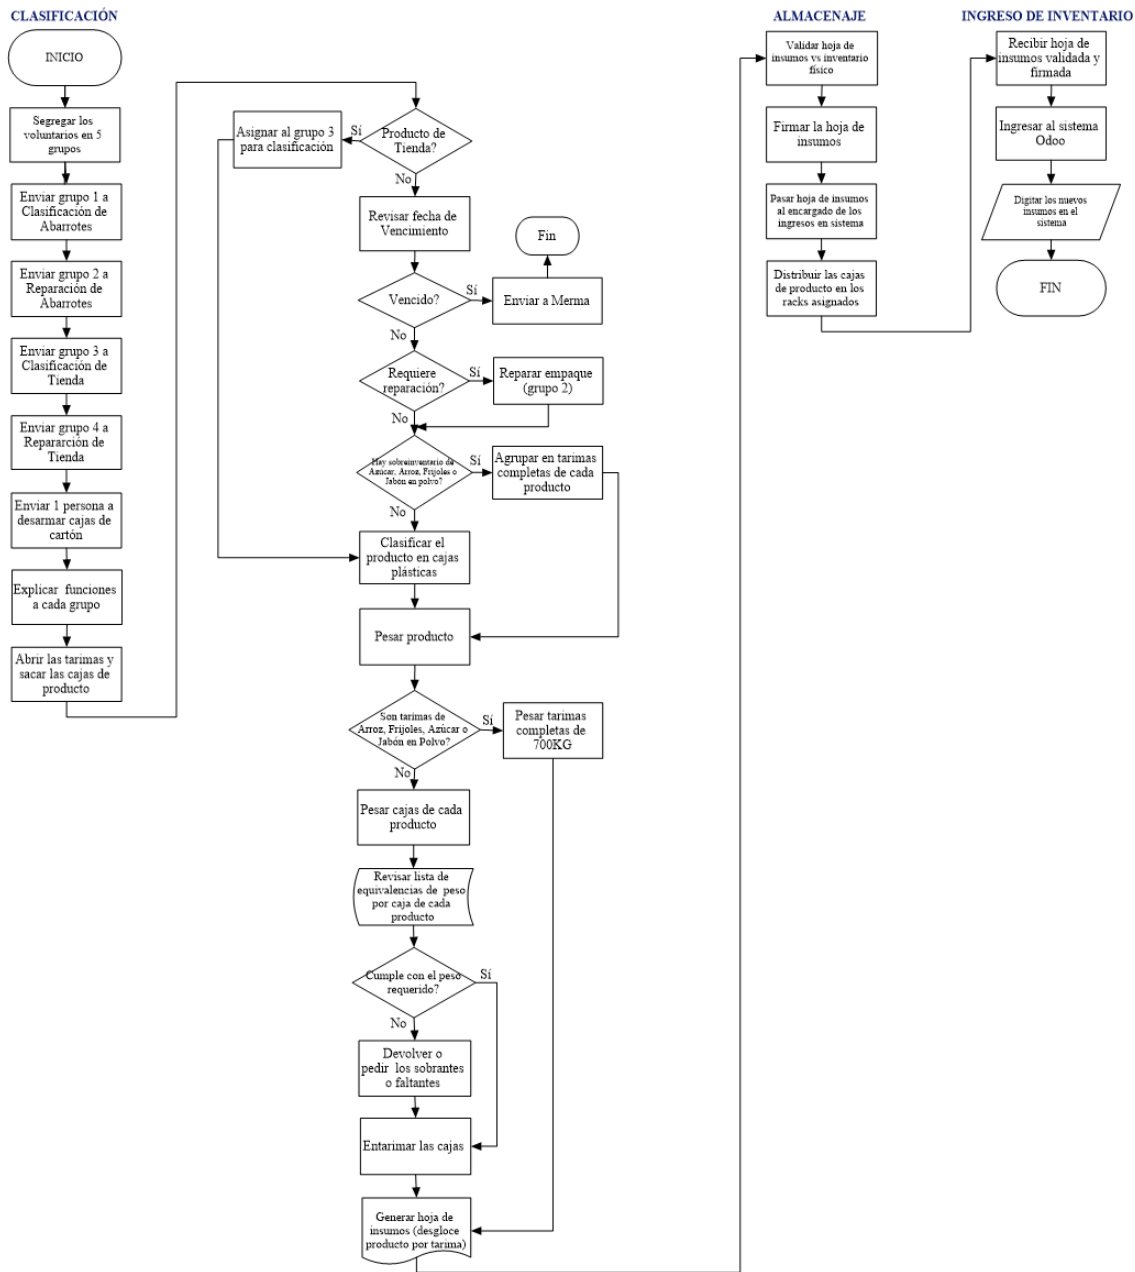 CLASIFICACIÓN
INICIO
Segregar los
voluntarios en 5
grupos
Enviar grupo 1 a
Clasificación de
Abarrotes
Enviar grupo 2 a
Reparación de
Abarrotes
Enviar grupo 3 a
Clasificación de
Tienda
Enviar grupo 4 a
Repararción de
Tienda
Enviar 1 persona a
desarmar cajas de
cartón
Explicar funciones
a cada grupo
Abrir las tarimas y
sacar las cajas de
producto
Producto de
Tienda?
Sí
Asignar al grupo 3
para clasificación
No
Revisar fecha de
Vencimiento
Vencido?
Sí
Enviar a Merma
Fin
No
Requiere
reparación?
Sí
Reparar empaque
(grupo 2)
No
Hay sobreinventario de
Azúcar, Arroz, Frijoles o
Jabón en polvo?
Sí
Agrupar en tarimas
completas de cada
producto
No
Clasificar el
producto en cajas
plásticas
Pesar producto
Son tarimas de
Arroz, Frijoles, Azúcar o
Jabón en Polvo?
Sí
Pesar tarimas
completas de
700KG
No
Pesar cajas de cada
producto
Revisar lista de
equivalencias de peso
por caja de cada
producto
Cumple con el peso
requerido?
Sí
No
Devolver o
pedir los sobrantes
o faltantes
Entarimar las cajas
Generar hoja de
insumos (desgloce
producto por tarima)
ALMACENAJE
Validar hoja de
insumos vs inventario
físico
Firmar la hoja de
insumos
Pasar hoja de insumos
al encargado de los
ingresos en sistema
Distribuir las cajas
de producto en los
racks asignados
INGRESO DE INVENTARIO
Recibir hoja de
insumos validada y
firmada
Ingresar al sistema
Odoo
Digitar los nuevos
insumos en el
sistema
FIN